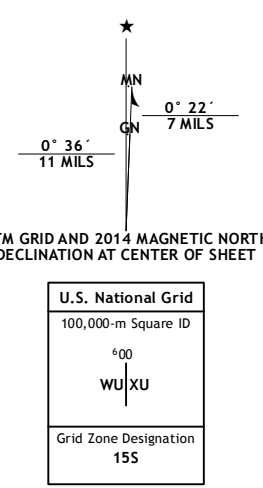 ★
MN
0° 22´
GN
7 MILS
0° 36´
11 MILS
TM GRID AND 2014 MAGNETIC NORTH
DECLINATION AT CENTER OF SHEET
U.S. National Grid
100,000-m Square ID
⁶00
WU XU
Grid Zone Designation
15S